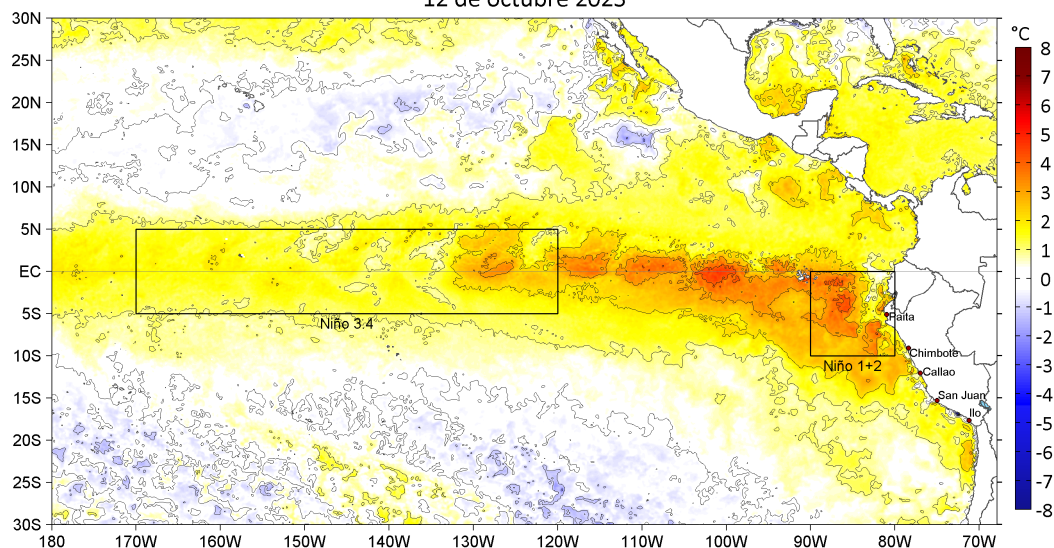 12 de octubre 2023
°C
30N
25N
20N
15N
10N
5N
EC
5S
10S
15S
20S
25S
30S
Niño 3.4
Niño 1+2
Paita
Chimbote
Callao
San Juan
Ilo
8
7
6
5
4
3
2
1
0
-1
-2
-3
-4
-5
-6
-7
-8
180 170W 160W 150W 140W 130W 120W 110W 100W 90W 80W 70W